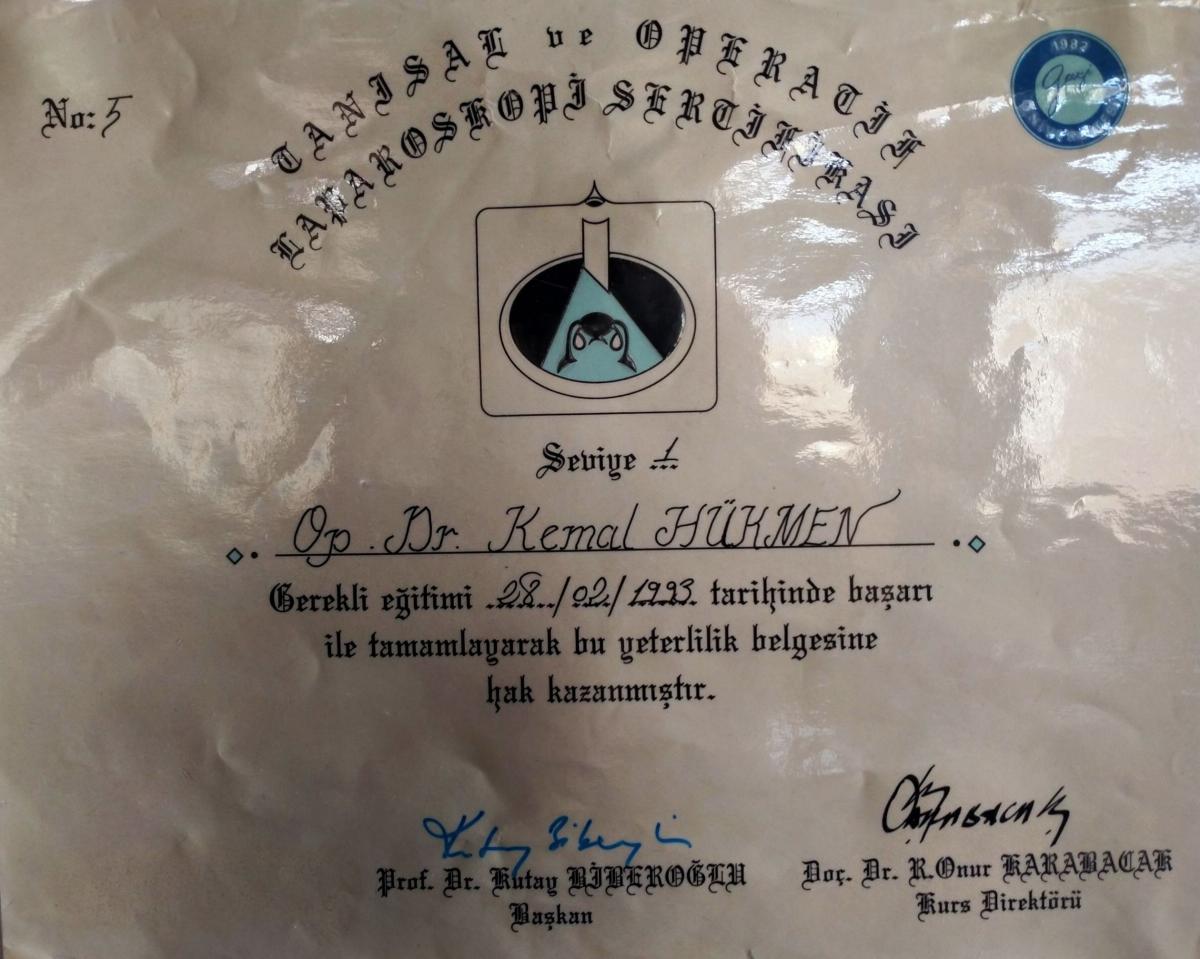 No: 5
TANISAL ve OPERATİF
LAPAROSKOPİ SERTİFİKASI
1982
Seviye 1
Op. Dr. Kemal HÜKMEN
Gerekli eğitimi 28/02/1993 tarihinde başarı
ile tamamlayarak bu yeterlilik belgesine
hak kazanmıştır.
Prof. Dr. Kutay BİBEROĞLU
Başkan
Doç. Dr. R.Onur KARABACAK
Kurs Direktörü